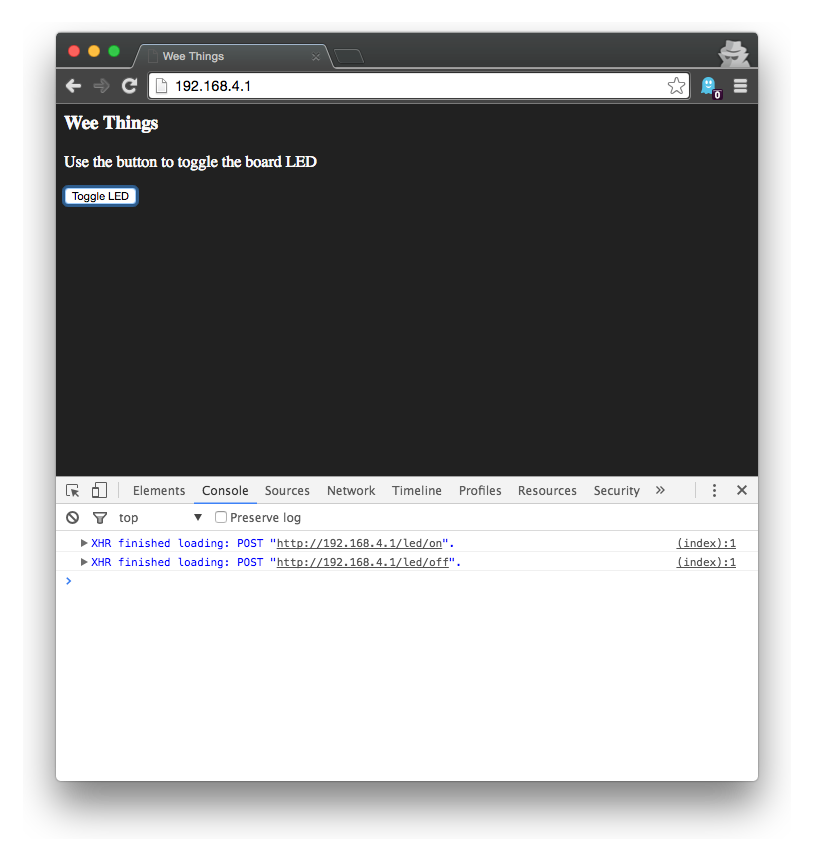 Wee Things
192.168.4.1
0
Wee Things
Use the button to toggle the board LED
Toggle LED
Elements Console Sources Network Timeline Profiles Resources Security »
top Preserve log
XHR finished loading: POST "http://192.168.4.1/led/on". (index):1
XHR finished loading: POST "http://192.168.4.1/led/off". (index):1